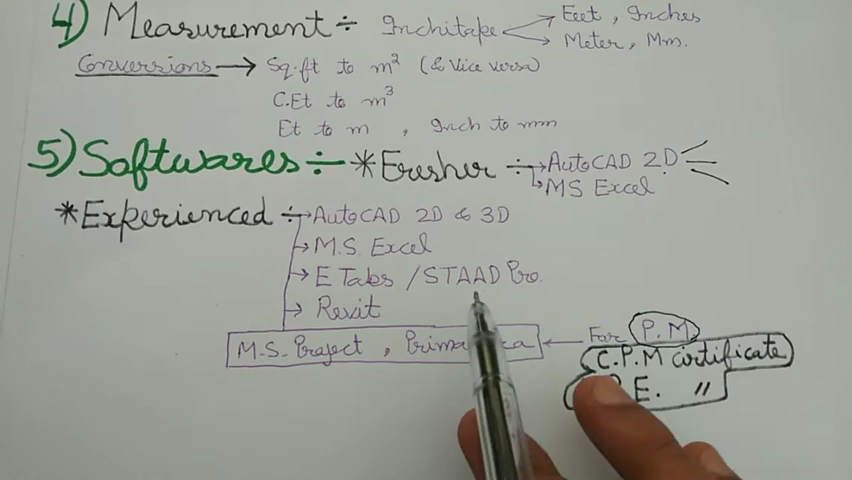 4) Measurement ÷ Inchitape Feet, Inches
Meter, Mm.
Conversions → Sq.ft to m² (& Vice versa)
C.Ft to m³
Ft to m , Inch to mm
5) Softwares ÷ *Fresher ÷ → AutoCAD 2D
→ MS Excel
*Experienced ÷ → AutoCAD 2D & 3D
→ M.S. Excel
→ E Tabs / STAAD Pro.
→ Revit
M.S. Project , ← For P.M
C.P.M certificate
E. "